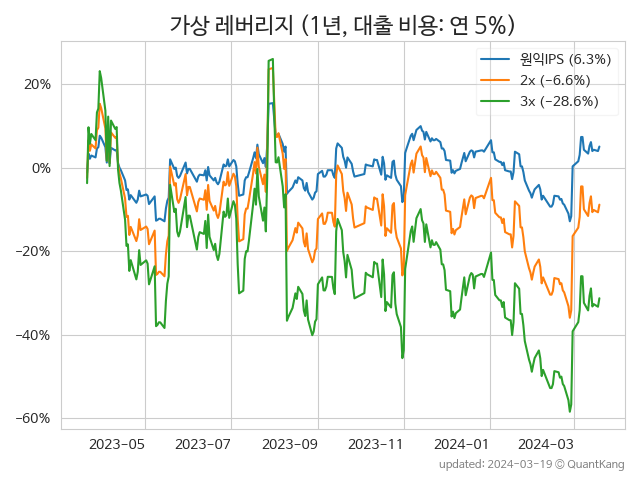 가상 레버리지 (1년, 대출 비용: 연 5%)
원익IPS (6.3%)
2x (−6.6%)
3x (−28.6%)
20%
0%
−20%
−40%
−60%
2023-05 2023-07 2023-09 2023-11 2024-01 2024-03
updated: 2024-03-19 © QuantKang